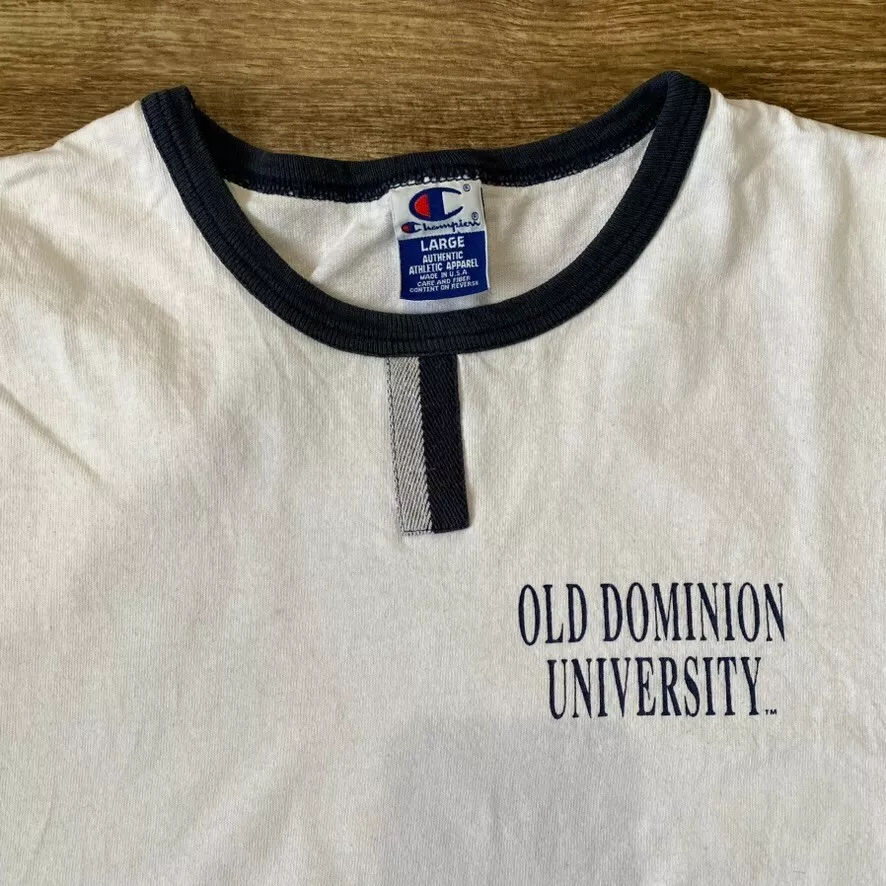 ®
Champion®
LARGE
AUTHENTIC
ATHLETIC APPAREL
MADE IN U.S.A
CARE AND FIBER
CONTENT ON REVERSE
OLD DOMINION
UNIVERSITY™